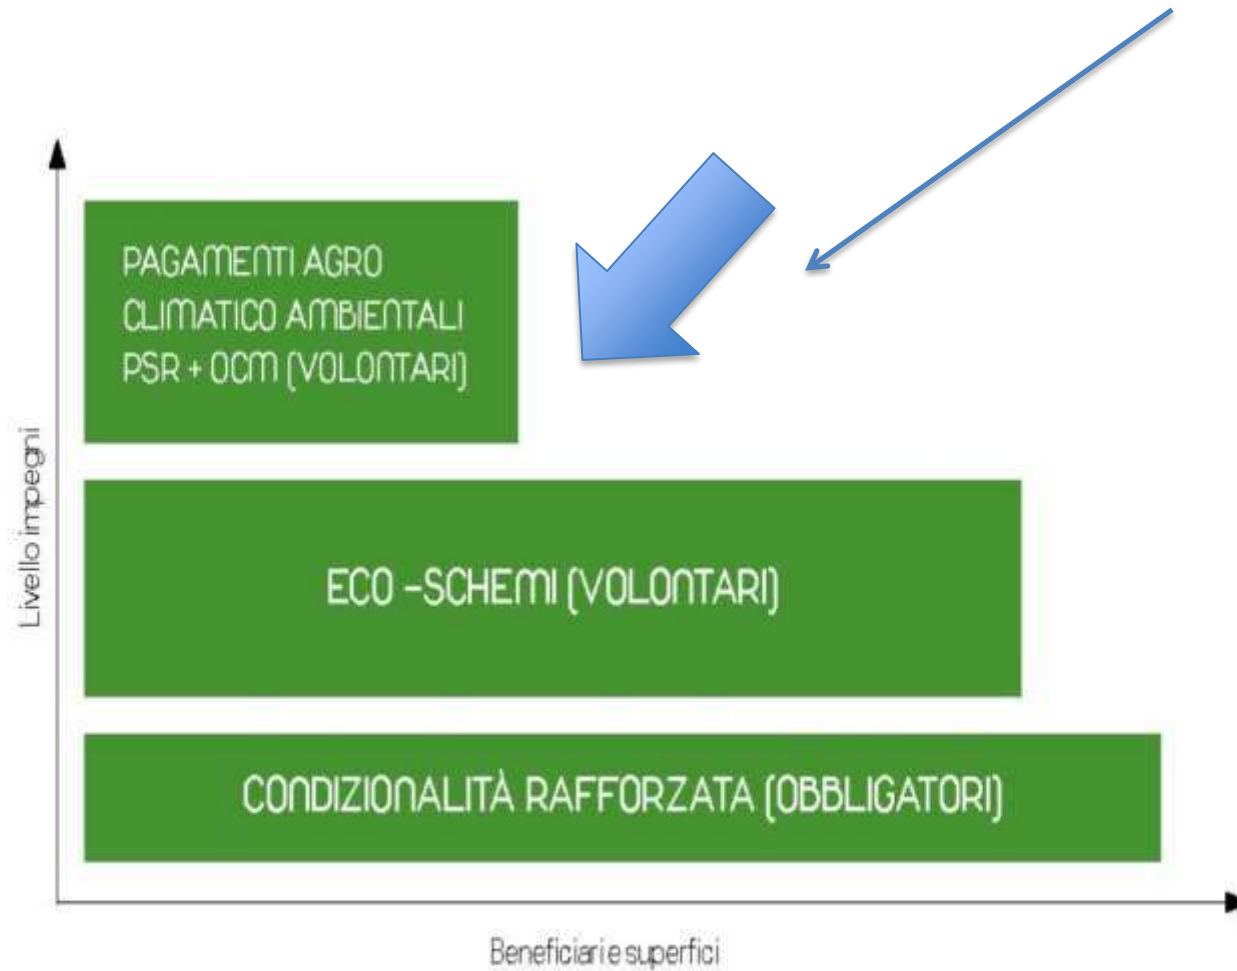 PAGAMENTI AGRO
CLIMATICO AMBIENTALI
PSR + OCM (VOLONTARI)
Livello impegni
ECO -SCHEMI (VOLONTARI)
CONDIZIONALITÀ RAFFORZATA (OBBLIGATORI)
Beneficiari e superfici